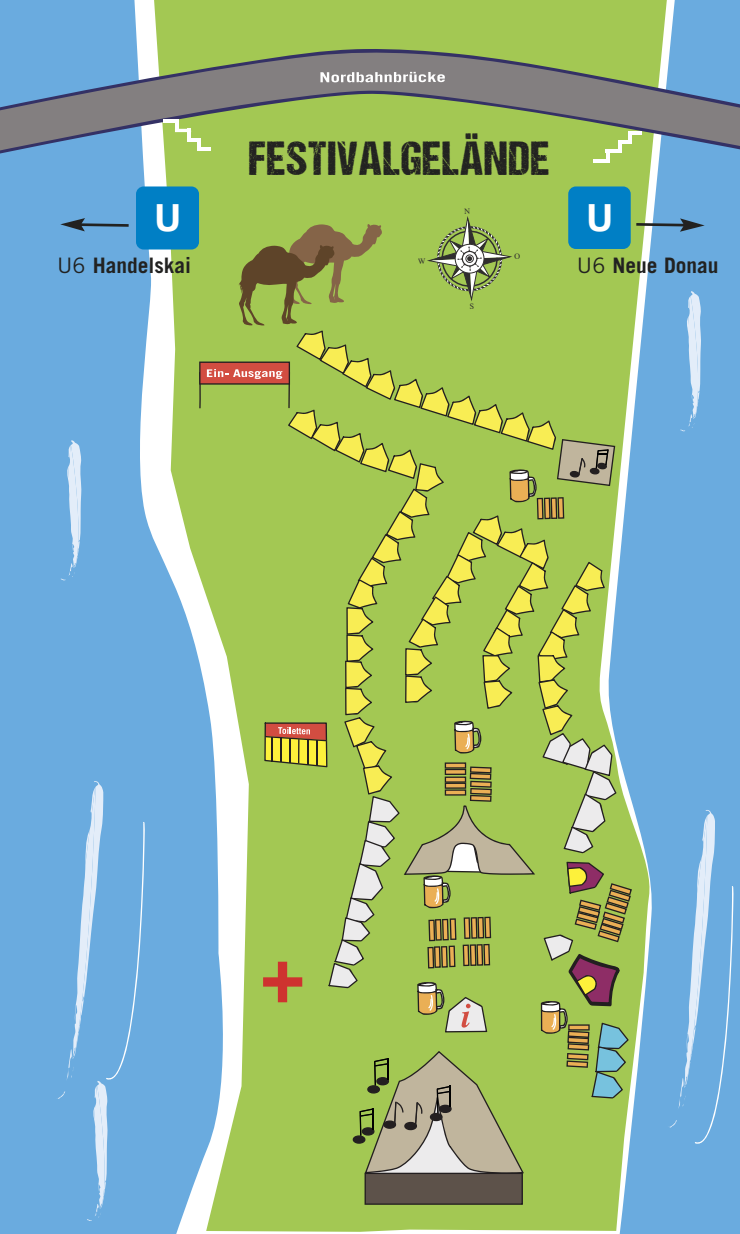 Nordbahnbrücke
FESTIVALGELÄNDE
U
U
U6 Handelskai
U6 Neue Donau
N
W
O
S
Ein- Ausgang
Toiletten
i